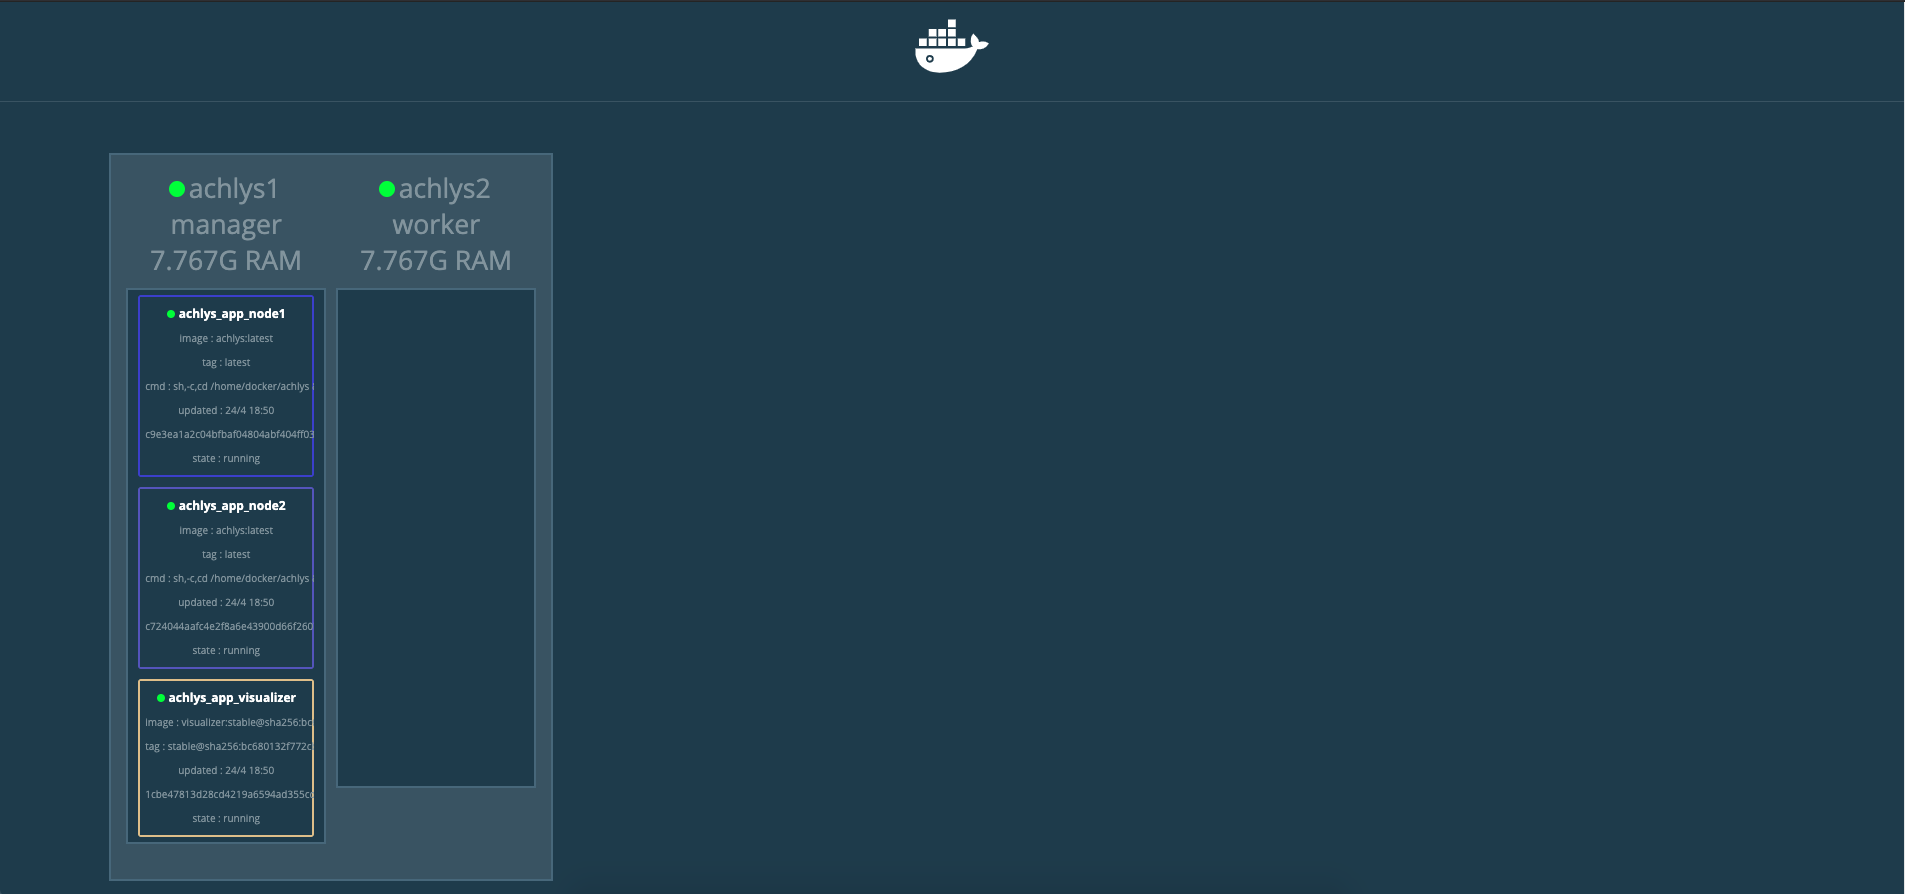 achlys1
manager
7.767G RAM
achlys_app_node1
image : achlys:latest
tag : latest
cmd : sh,-c,cd /home/docker/achlys
updated : 24/4 18:50
c9e3ea1a2c04bfbaf04804abf404ff03
state : running
achlys_app_node2
image : achlys:latest
tag : latest
cmd : sh,-c,cd /home/docker/achlys
updated : 24/4 18:50
c724044aafc4e2f8a6e43900d66f260
state : running
achlys_app_visualizer
image : visualizer:stable@sha256:bc
tag : stable@sha256:bc680132f772c
updated : 24/4 18:50
1cbe47813d28cd4219a6594ad355cc
state : running
achlys2
worker
7.767G RAM